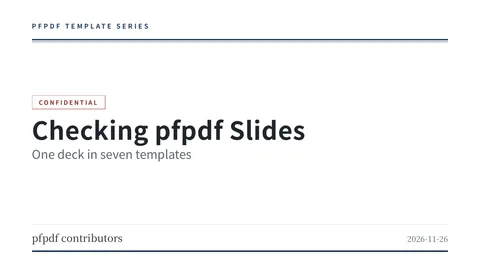 PFPDF TEMPLATE SERIES
CONFIDENTIAL
Checking pfpdf Slides
One deck in seven templates
pfpdf contributors
2026-11-26